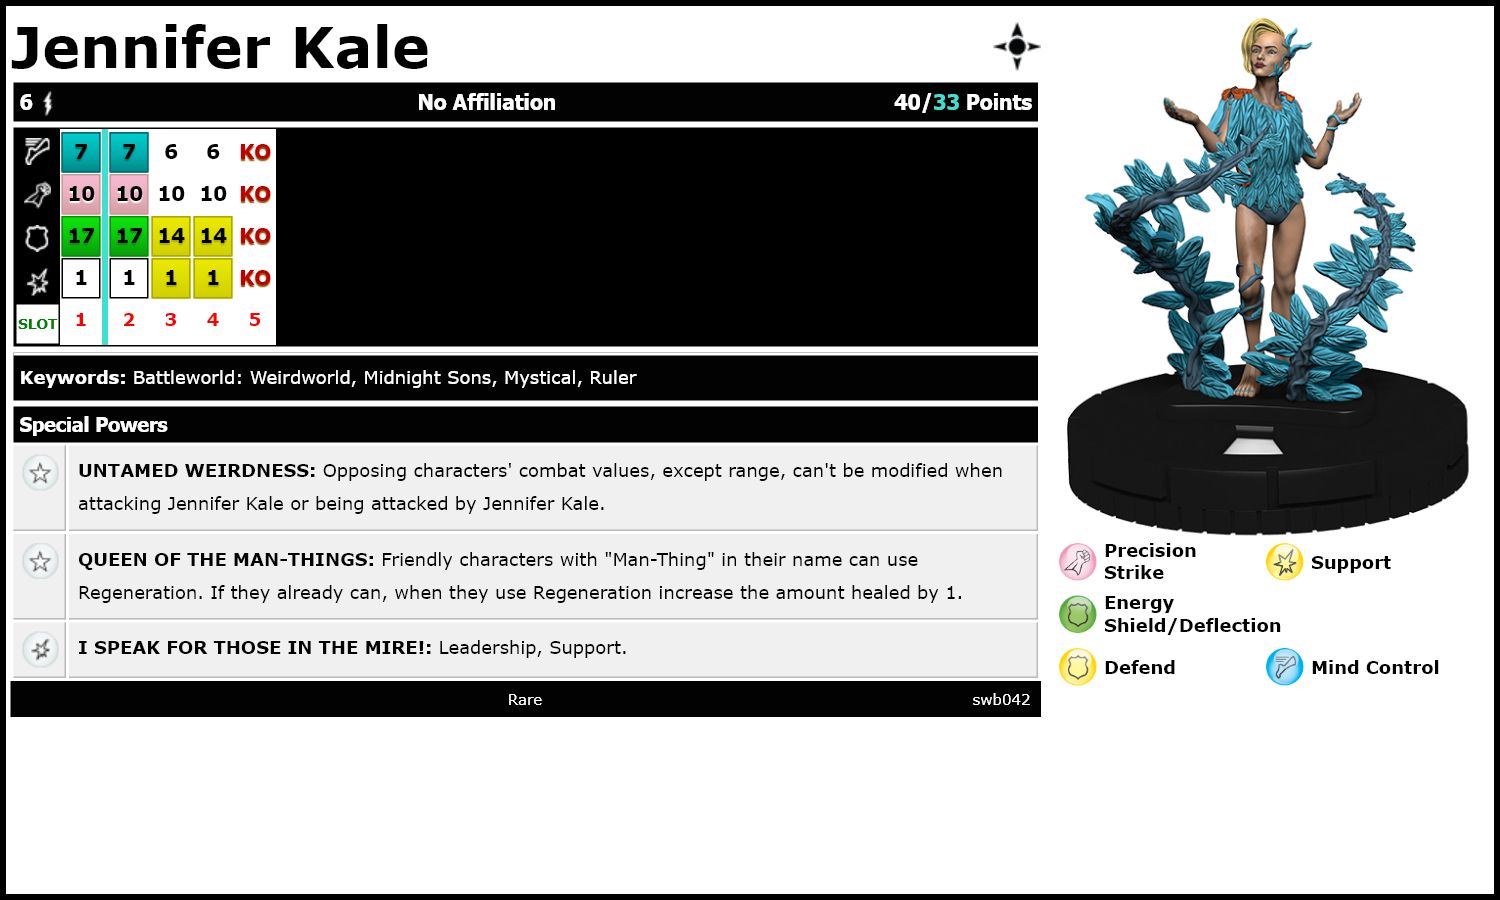 Jennifer Kale
6 No Affiliation 40/33 Points
7 7 6 6 KO
10 10 10 10 KO
17 17 14 14 KO
1 1 1 1 KO
SLOT 1 2 3 4 5
Keywords: Battleworld: Weirdworld, Midnight Sons, Mystical, Ruler
Special Powers
UNTAMED WEIRDNESS: Opposing characters' combat values, except range, can't be modified when
attacking Jennifer Kale or being attacked by Jennifer Kale.
QUEEN OF THE MAN-THINGS: Friendly characters with "Man-Thing" in their name can use
Regeneration. If they already can, when they use Regeneration increase the amount healed by 1.
I SPEAK FOR THOSE IN THE MIRE!: Leadership, Support.
Rare swb042
Precision
Strike
Support
Energy
Shield/Deflection
Defend
Mind Control